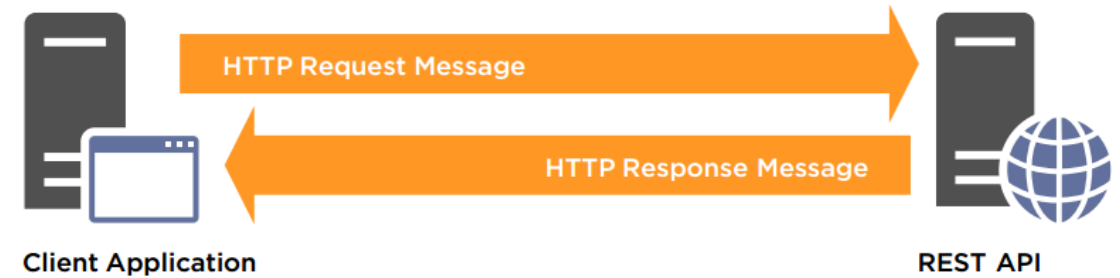 HTTP Request Message
HTTP Response Message
Client Application
REST API